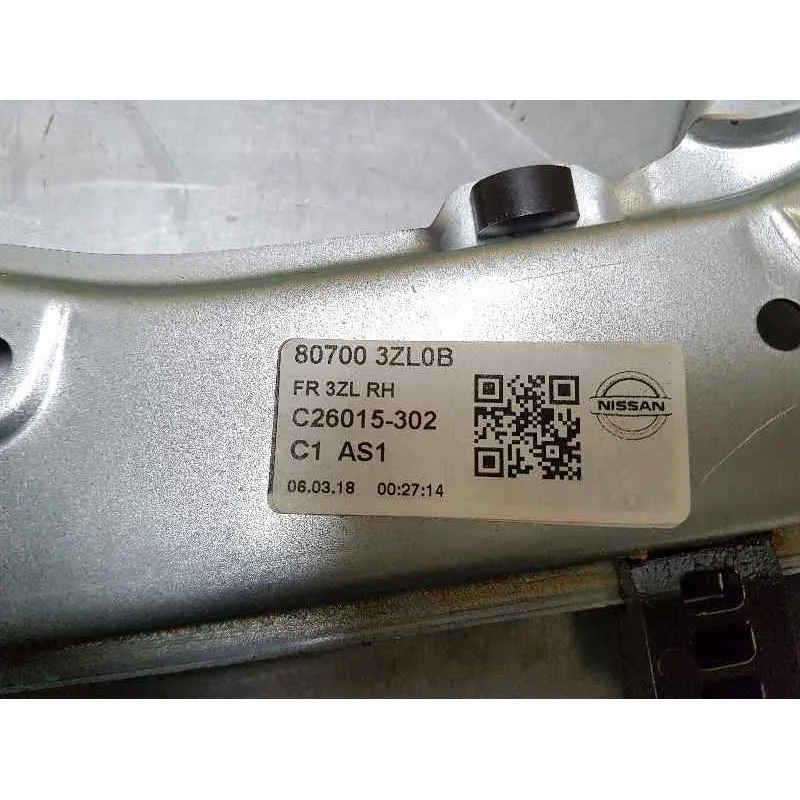 80700 3ZL0B
FR 3ZL RH
C26015-302
C1 AS1
06.03.18 00:27:14
NISSAN